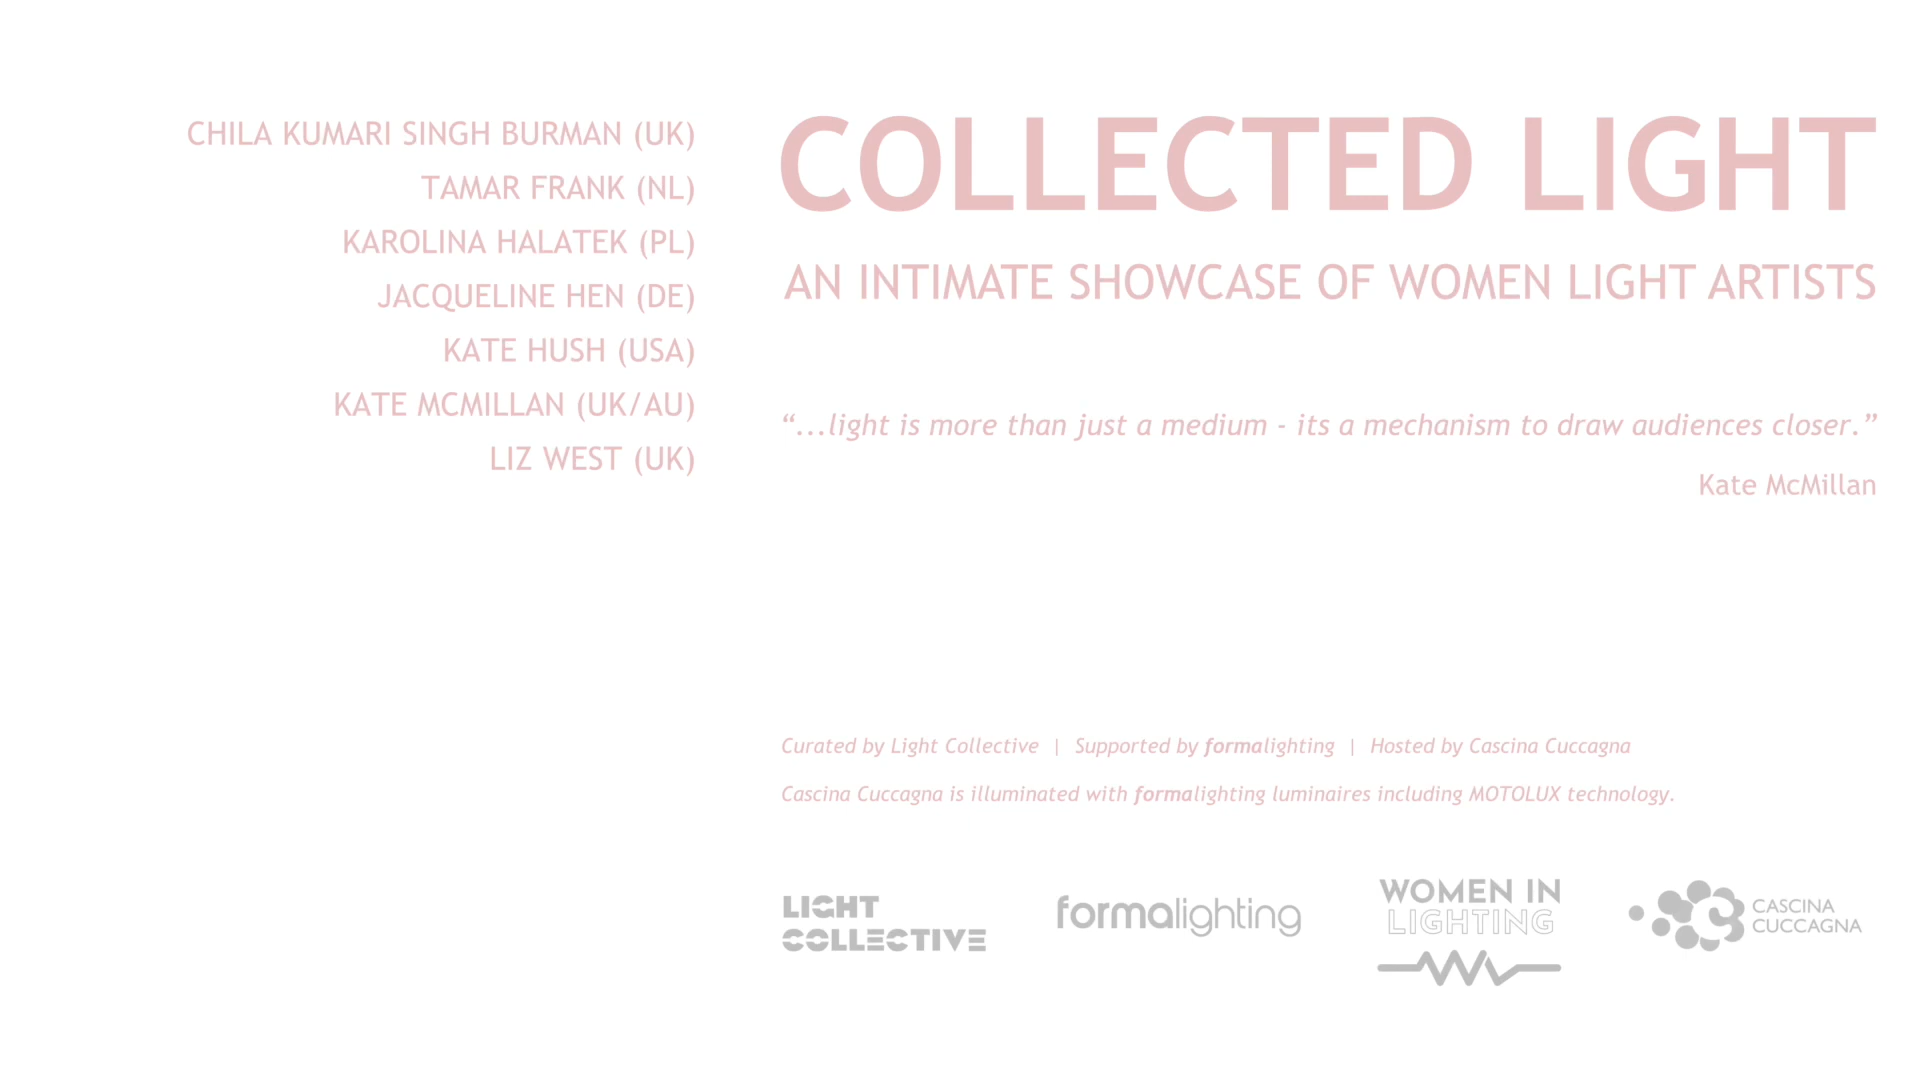 CHILA KUMARI SINGH BURMAN (UK)
TAMAR FRANK (NL)
KAROLINA HALATEK (PL)
JACQUELINE HEN (DE)
KATE HUSH (USA)
KATE MCMILLAN (UK/AU)
LIZ WEST (UK)
COLLECTED LIGHT
AN INTIMATE SHOWCASE OF WOMEN LIGHT ARTISTS
“...light is more than just a medium - its a mechanism to draw audiences closer.”
Kate McMillan
Curated by Light Collective | Supported by formalighting | Hosted by Cascina Cuccagna
Cascina Cuccagna is illuminated with formalighting luminaires including MOTOLUX technology.
LIGHT
COLLECTIVE
formalighting
WOMEN IN
LIGHTING
CASCINA
CUCCAGNA